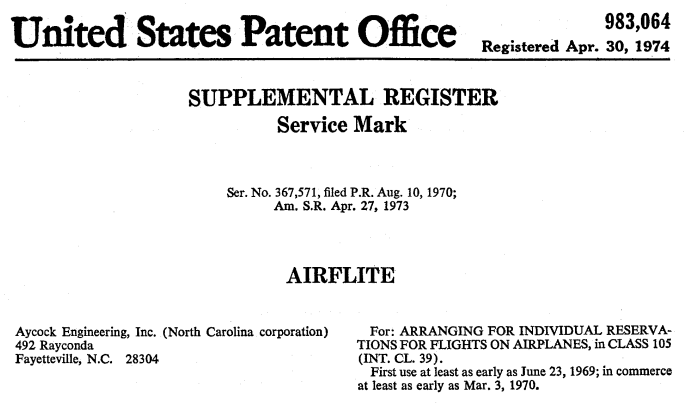 United States Patent Office
983,064
Registered Apr. 30, 1974
SUPPLEMENTAL REGISTER
Service Mark
Ser. No. 367,571, filed P.R. Aug. 10, 1970;
Am. S.R. Apr. 27, 1973
AIRFLITE
Aycock Engineering, Inc. (North Carolina corporation)
492 Rayconda
Fayetteville, N.C. 28304
For: ARRANGING FOR INDIVIDUAL RESERVA-
TIONS FOR FLIGHTS ON AIRPLANES, in CLASS 105
(INT. CL. 39).
First use at least as early as June 23, 1969; in commerce
at least as early as Mar. 3, 1970.